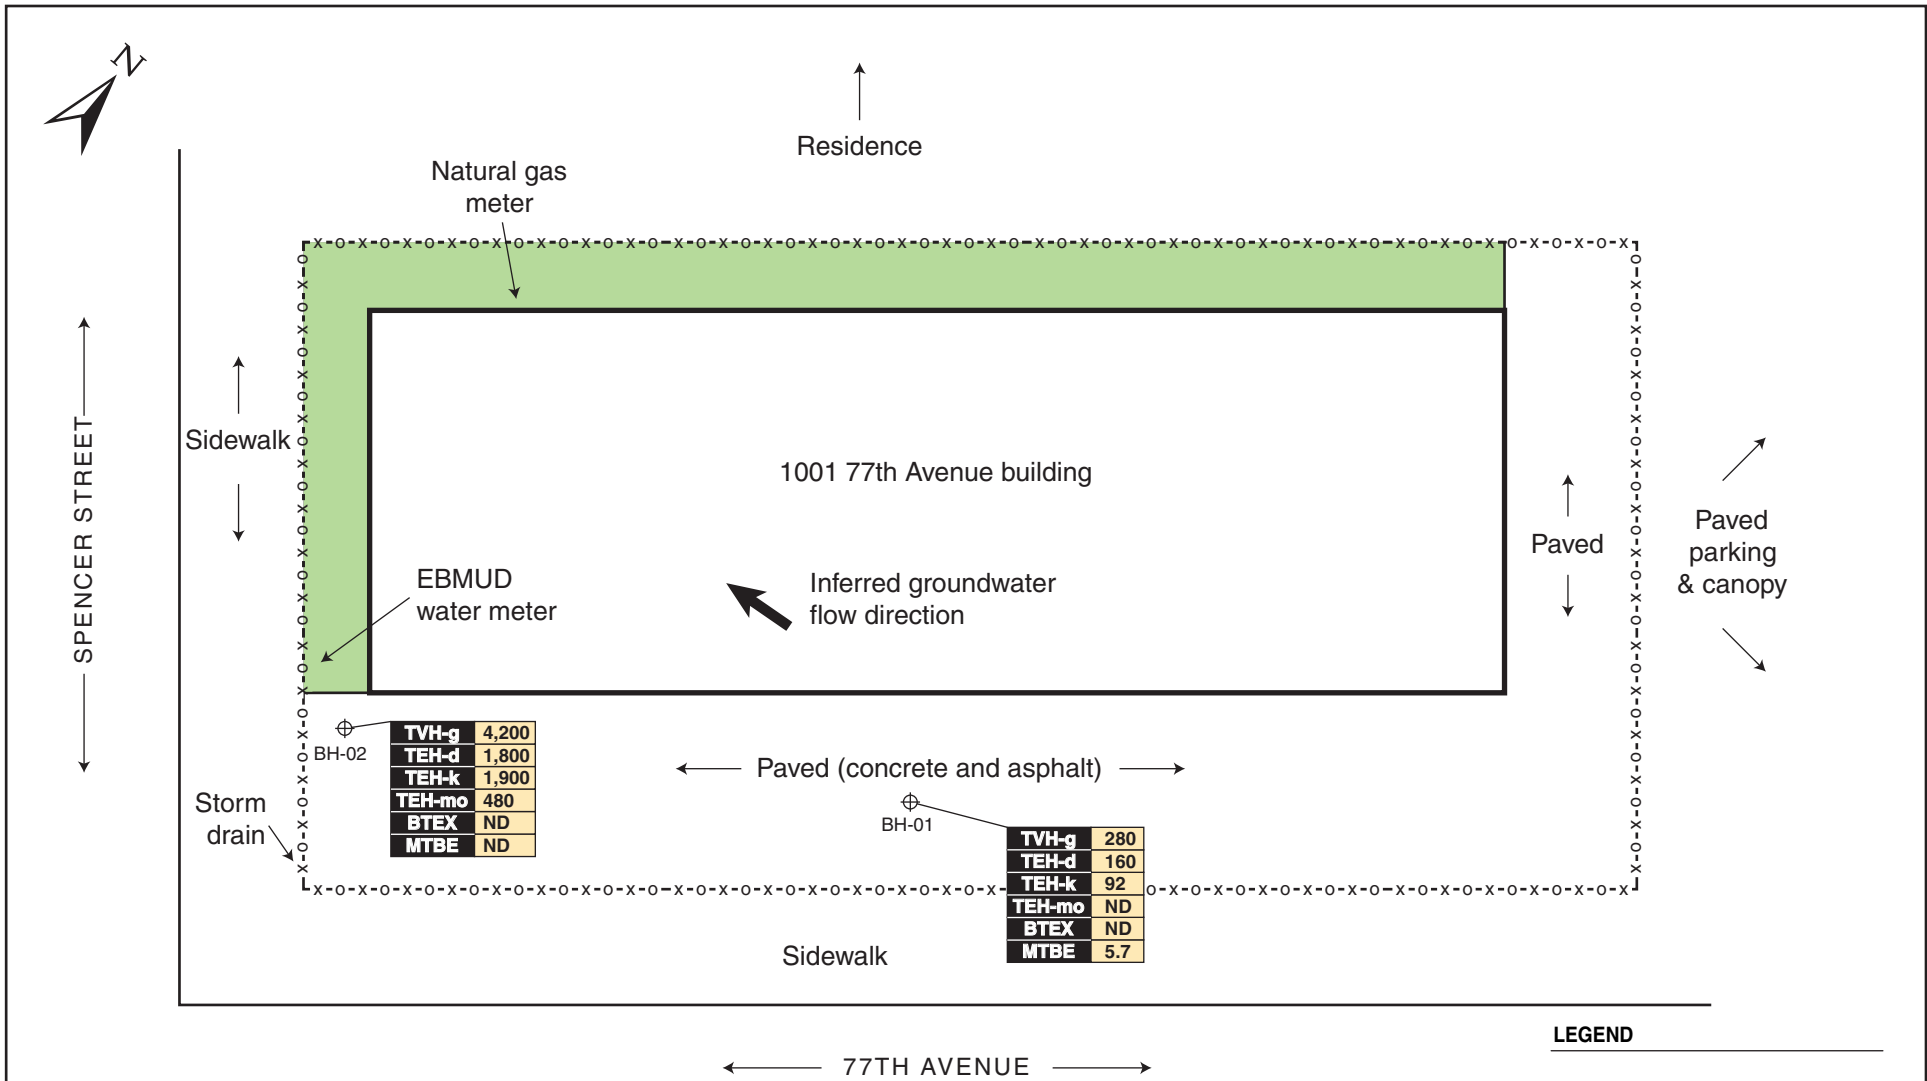 N
Residence
Natural gas
meter
Sidewalk
SPENCER STREET
1001 77th Avenue building
Paved
Paved
parking
& canopy
EBMUD
water meter
Inferred groundwater
flow direction
BH-02
TVH-g 4,200
TEH-d 1,800
TEH-k 1,900
TEH-mo 480
BTEX ND
MTBE ND
Paved (concrete and asphalt)
Storm
drain
BH-01
TVH-g 280
TEH-d 160
TEH-k 92
TEH-mo ND
BTEX ND
MTBE 5.7
Sidewalk
LEGEND
77TH AVENUE